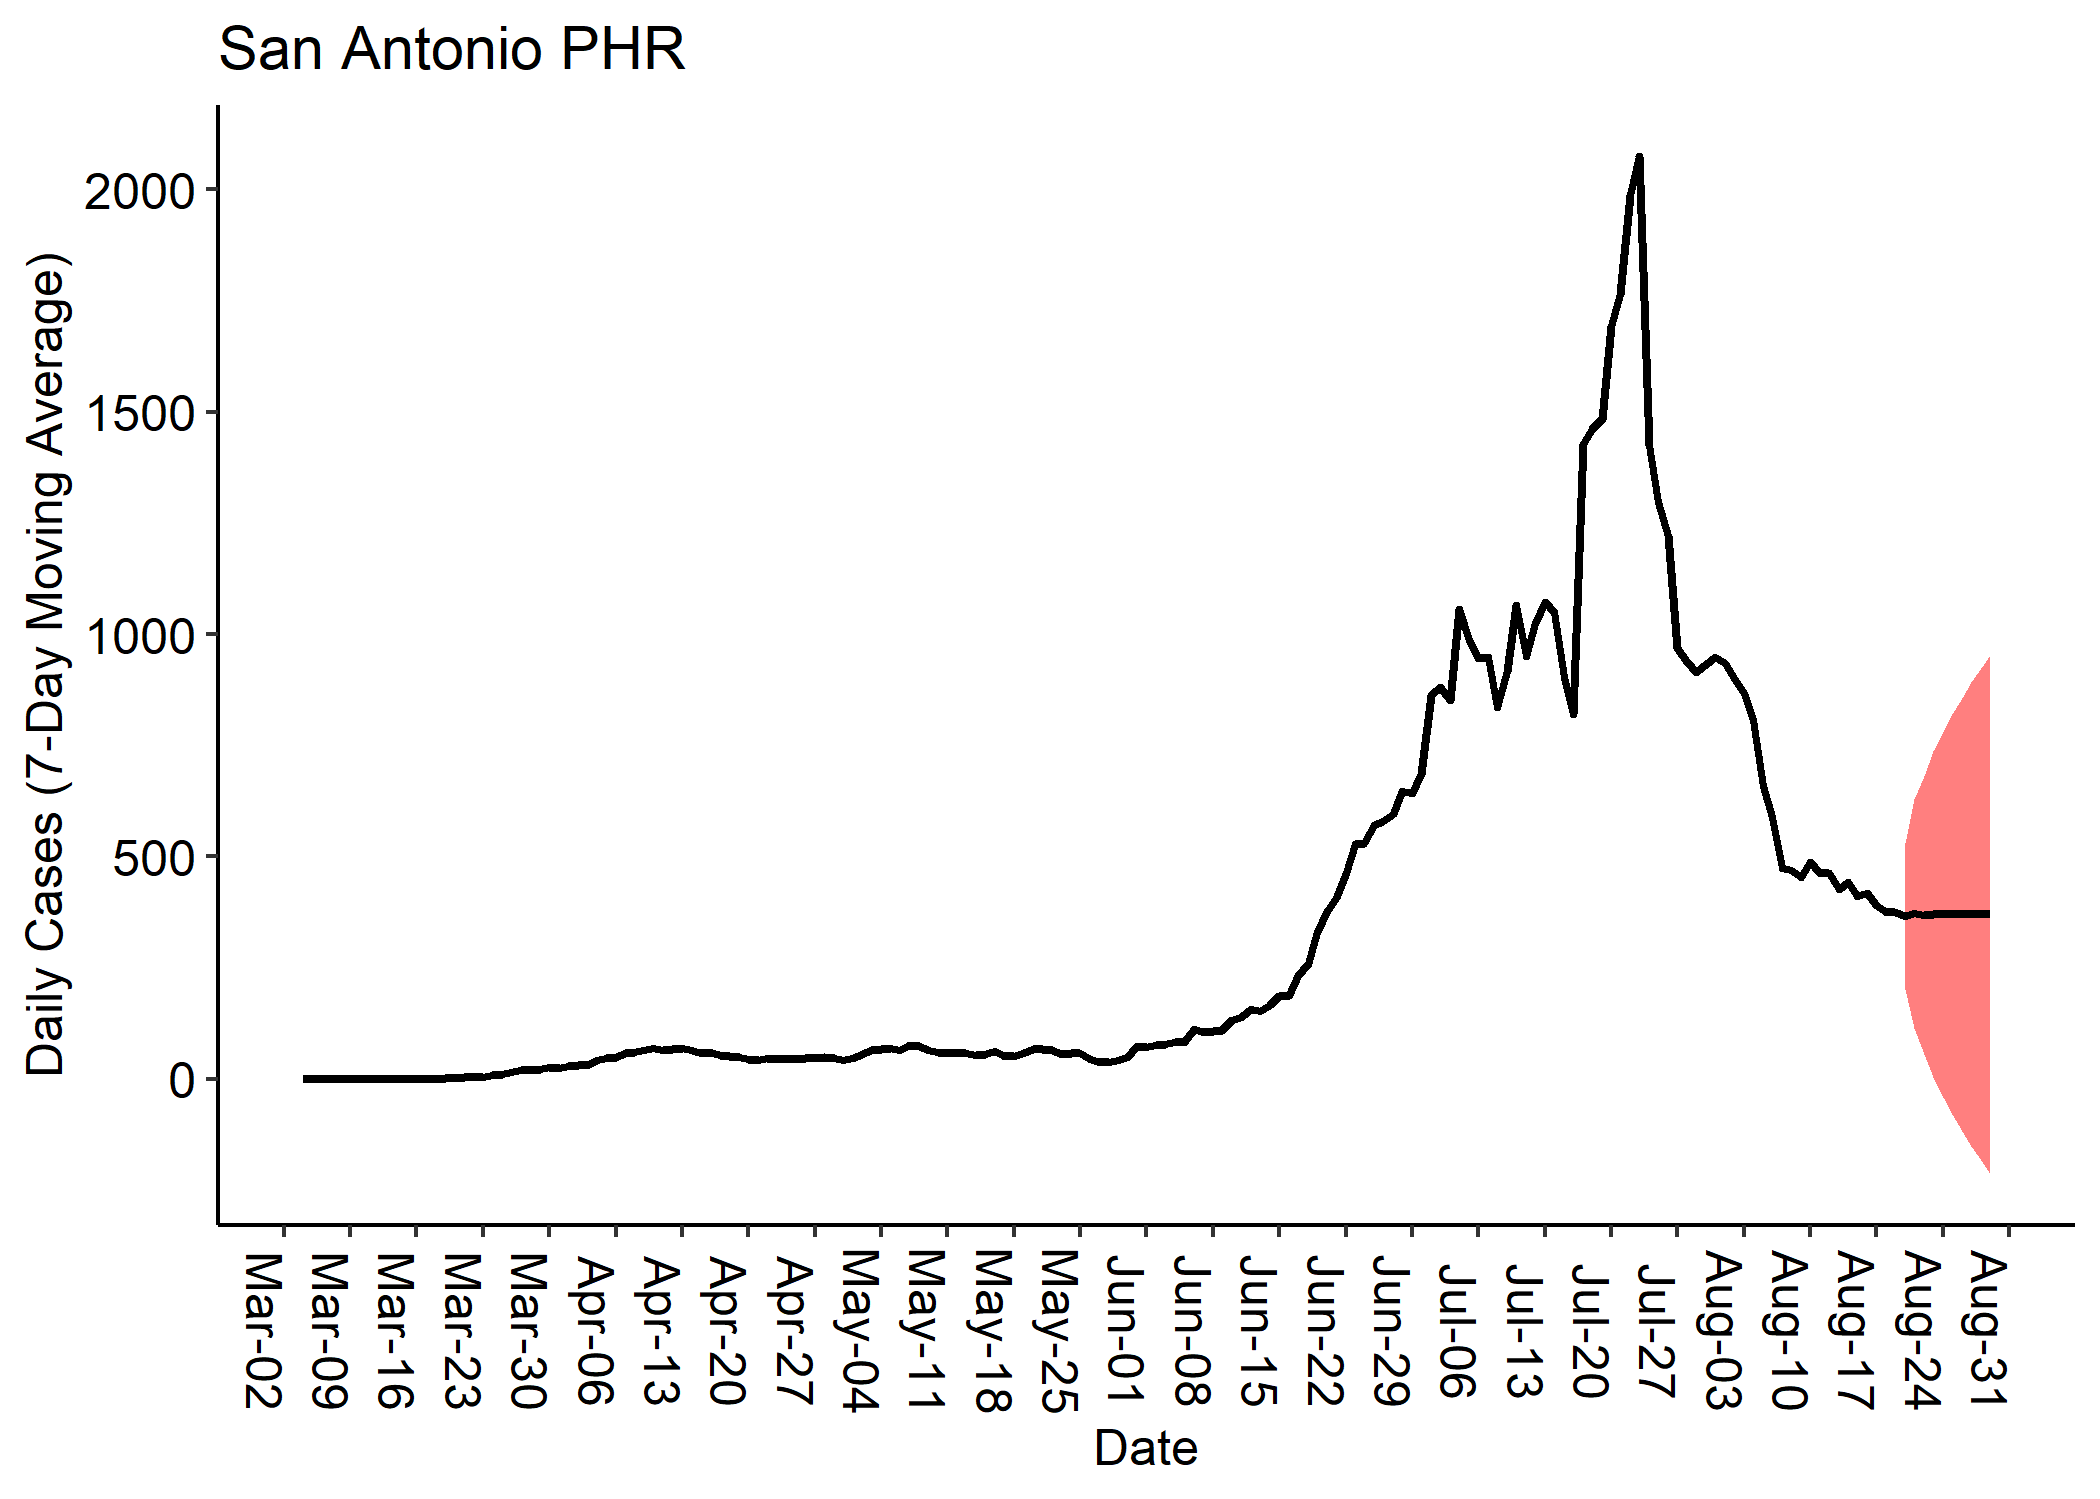 San Antonio PHR
Daily Cases (7-Day Moving Average)
2000
1500
1000
500
0
Mar-02
Mar-09
Mar-16
Mar-23
Mar-30
Apr-06
Apr-13
Apr-20
Apr-27
May-04
May-11
May-18
May-25
Jun-01
Jun-08
Jun-15
Jun-22
Jun-29
Jul-06
Jul-13
Jul-20
Jul-27
Aug-03
Aug-10
Aug-17
Aug-24
Aug-31
Date